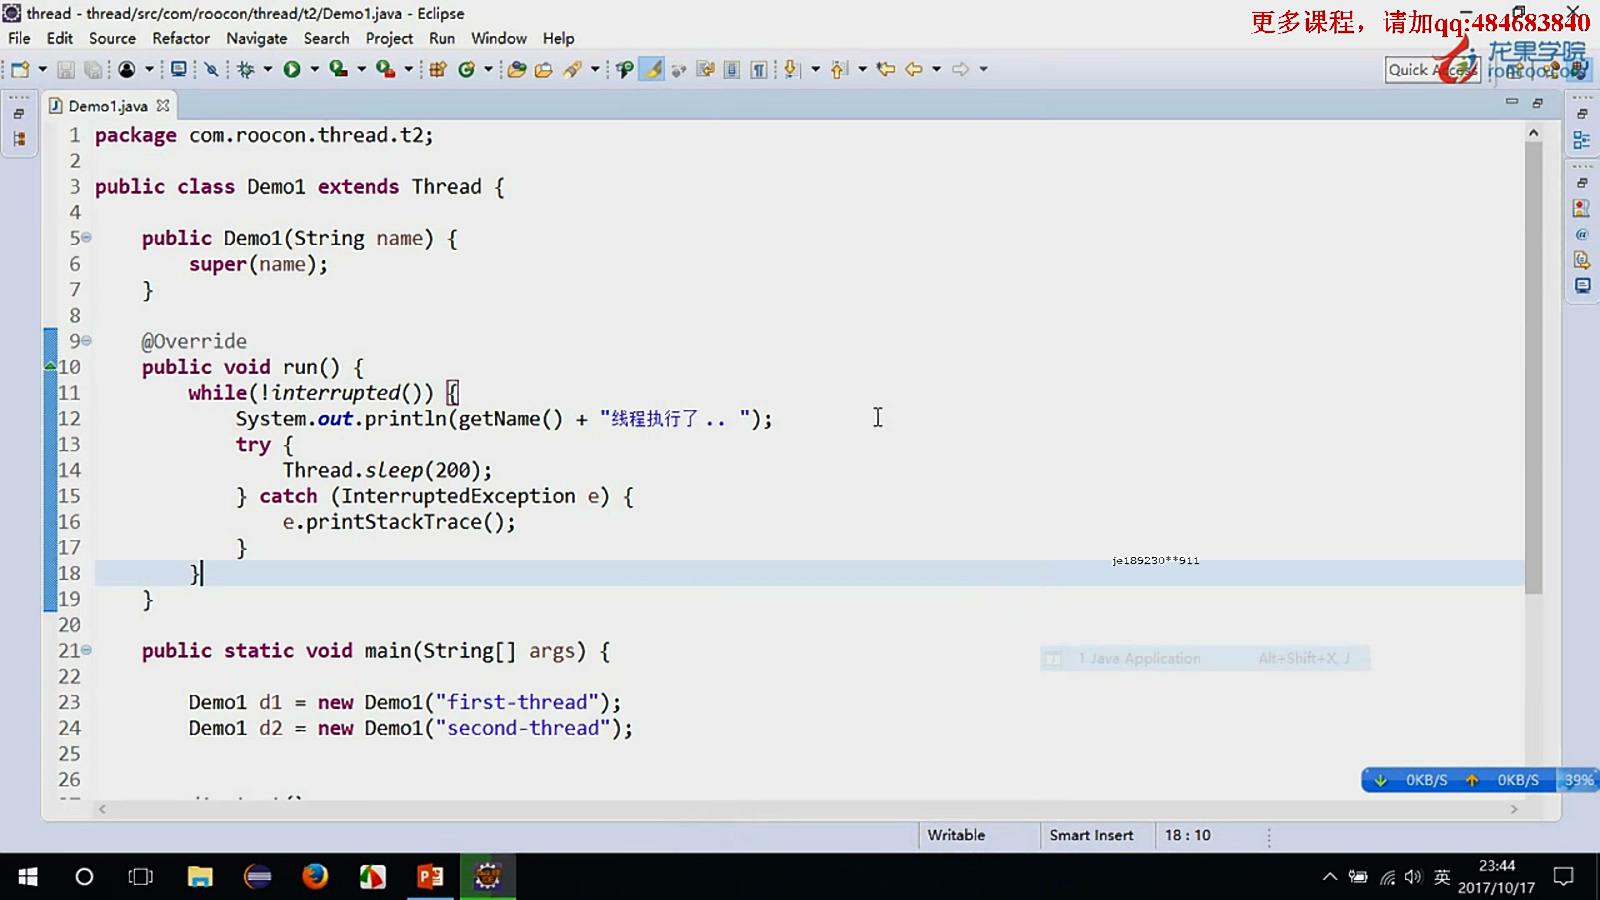 thread - thread/src/com/roocon/thread/t2/Demo1.java - Eclipse
更多课程，请加qq:484683840
File Edit Source Refactor Navigate Search Project Run Window Help
龙果学院
Quick Access
roncoo.com
Demo1.java
1 package com.roocon.thread.t2;
2
3 public class Demo1 extends Thread {
4
5 public Demo1(String name) {
6 super(name);
7 }
8
9 @Override
10 public void run() {
11 while(!interrupted()) {
12 System.out.println(getName() + "线程执行了 .. ");
13 try {
14 Thread.sleep(200);
15 } catch (InterruptedException e) {
16 e.printStackTrace();
17 }
je189230**911
18 }
19 }
20
21 public static void main(String[] args) {
1 Java Application Alt+Shift+X, J
22
23 Demo1 d1 = new Demo1("first-thread");
24 Demo1 d2 = new Demo1("second-thread");
25
26
0KB/S 0KB/S 39%
Writable Smart Insert 18 : 10
英
23:44
2017/10/17